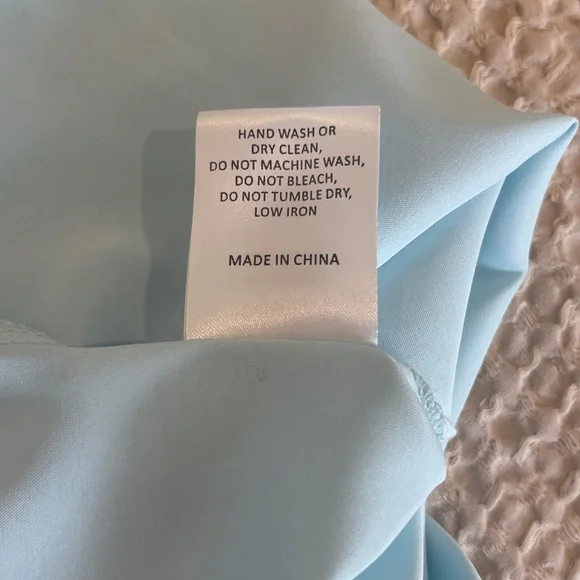 HAND WASH OR
DRY CLEAN,
DO NOT MACHINE WASH,
DO NOT BLEACH,
DO NOT TUMBLE DRY,
LOW IRON
MADE IN CHINA